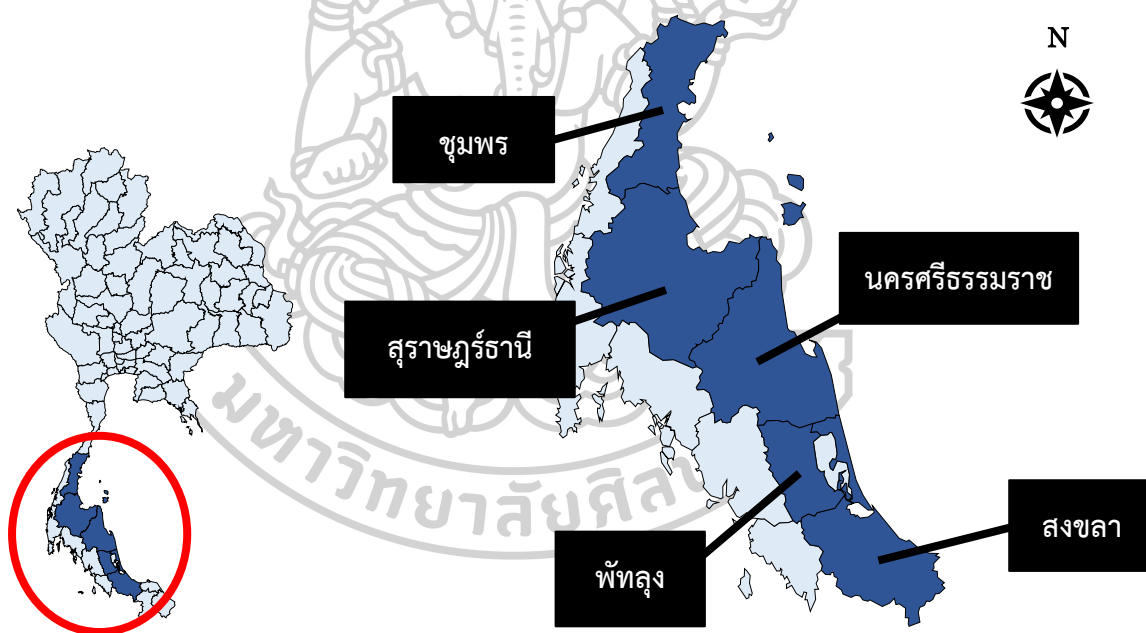 N
ชุมพร
นครศรีธรรมราช
สุราษฎร์ธานี
มหาวิทยาลัยศิลป
สงขลา
พัทลุง